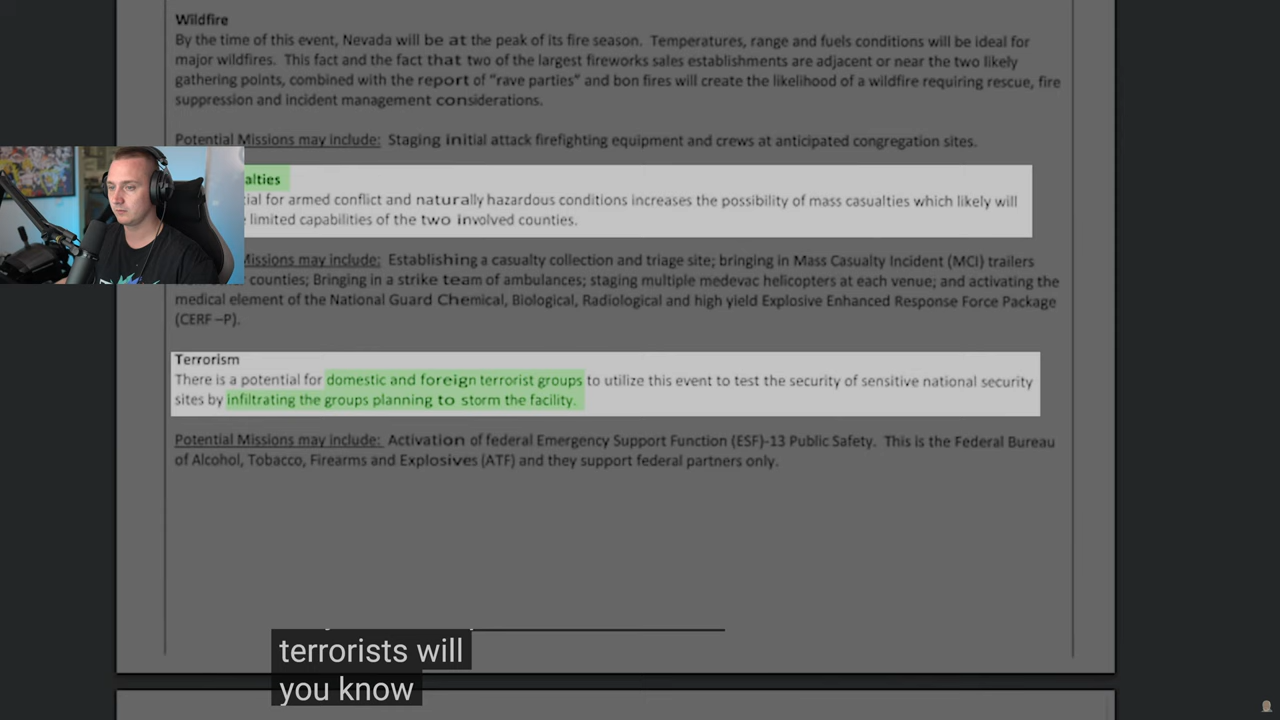 Wildfire
By the time of this event, Nevada will be at the peak of its fire season. Temperatures, range and fuels conditions will be ideal for
major wildfires. This fact and the fact that two of the largest fireworks sales establishments are adjacent or near the two likely
gathering points, combined with the report of "rave parties" and bon fires will create the likelihood of a wildfire requiring rescue, fire
suppression and incident management considerations.
Potential Missions may include: Staging initial attack firefighting equipment and crews at anticipated congregation sites.
alties
ial for armed conflict and naturally hazardous conditions increases the possibility of mass casualties which likely will
limited capabilities of the two involved counties.
Missions may include: Establishing a casualty collection and triage site; bringing in Mass Casualty Incident (MCI) trailers
counties; Bringing in a strike team of ambulances; staging multiple medevac helicopters at each venue; and activating the
medical element of the National Guard Chemical, Biological, Radiological and high yield Explosive Enhanced Response Force Package
(CERF –P).
Terrorism
There is a potential for domestic and foreign terrorist groups to utilize this event to test the security of sensitive national security
sites by infiltrating the groups planning to storm the facility.
Potential Missions may include: Activation of federal Emergency Support Function (ESF)-13 Public Safety. This is the Federal Bureau
of Alcohol, Tobacco, Firearms and Explosives (ATF) and they support federal partners only.
terrorists will
you know